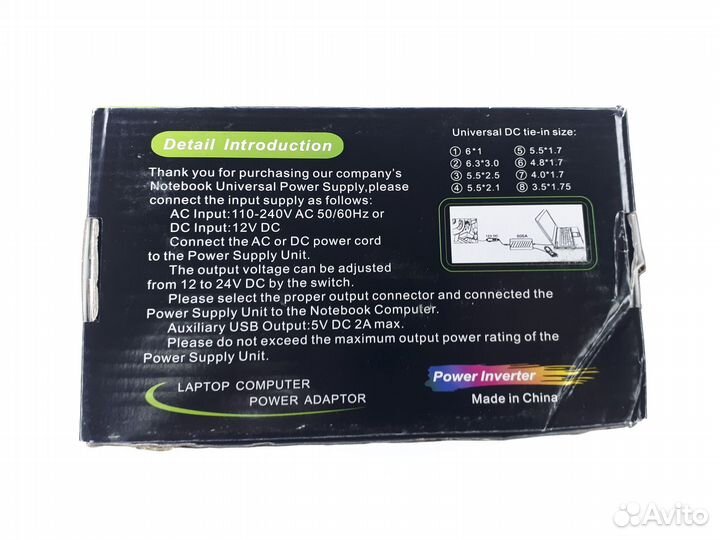 Detail Introduction
Thank you for purchasing our company's
Notebook Universal Power Supply,please
connect the input supply as follows:
AC Input:110-240V AC 50/60Hz or
DC Input:12V DC
Connect the AC or DC power cord
to the Power Supply Unit.
The output voltage can be adjusted
from 12 to 24V DC by the switch.
Please select the proper output connector and connected the
Power Supply Unit to the Notebook Computer.
Auxiliary USB Output:5V DC 2A max.
Please do not exceed the maximum output power rating of the
Power Supply Unit.
LAPTOP COMPUTER
POWER ADAPTOR
Universal DC tie-in size:
① 6*1 ⑤ 5.5*1.7
② 6.3*3.0 ⑥ 4.8*1.7
③ 5.5*2.5 ⑦ 4.0*1.7
④ 5.5*2.1 ⑧ 3.5*1.75
12V DC
Power Inverter
Made in China
Avito